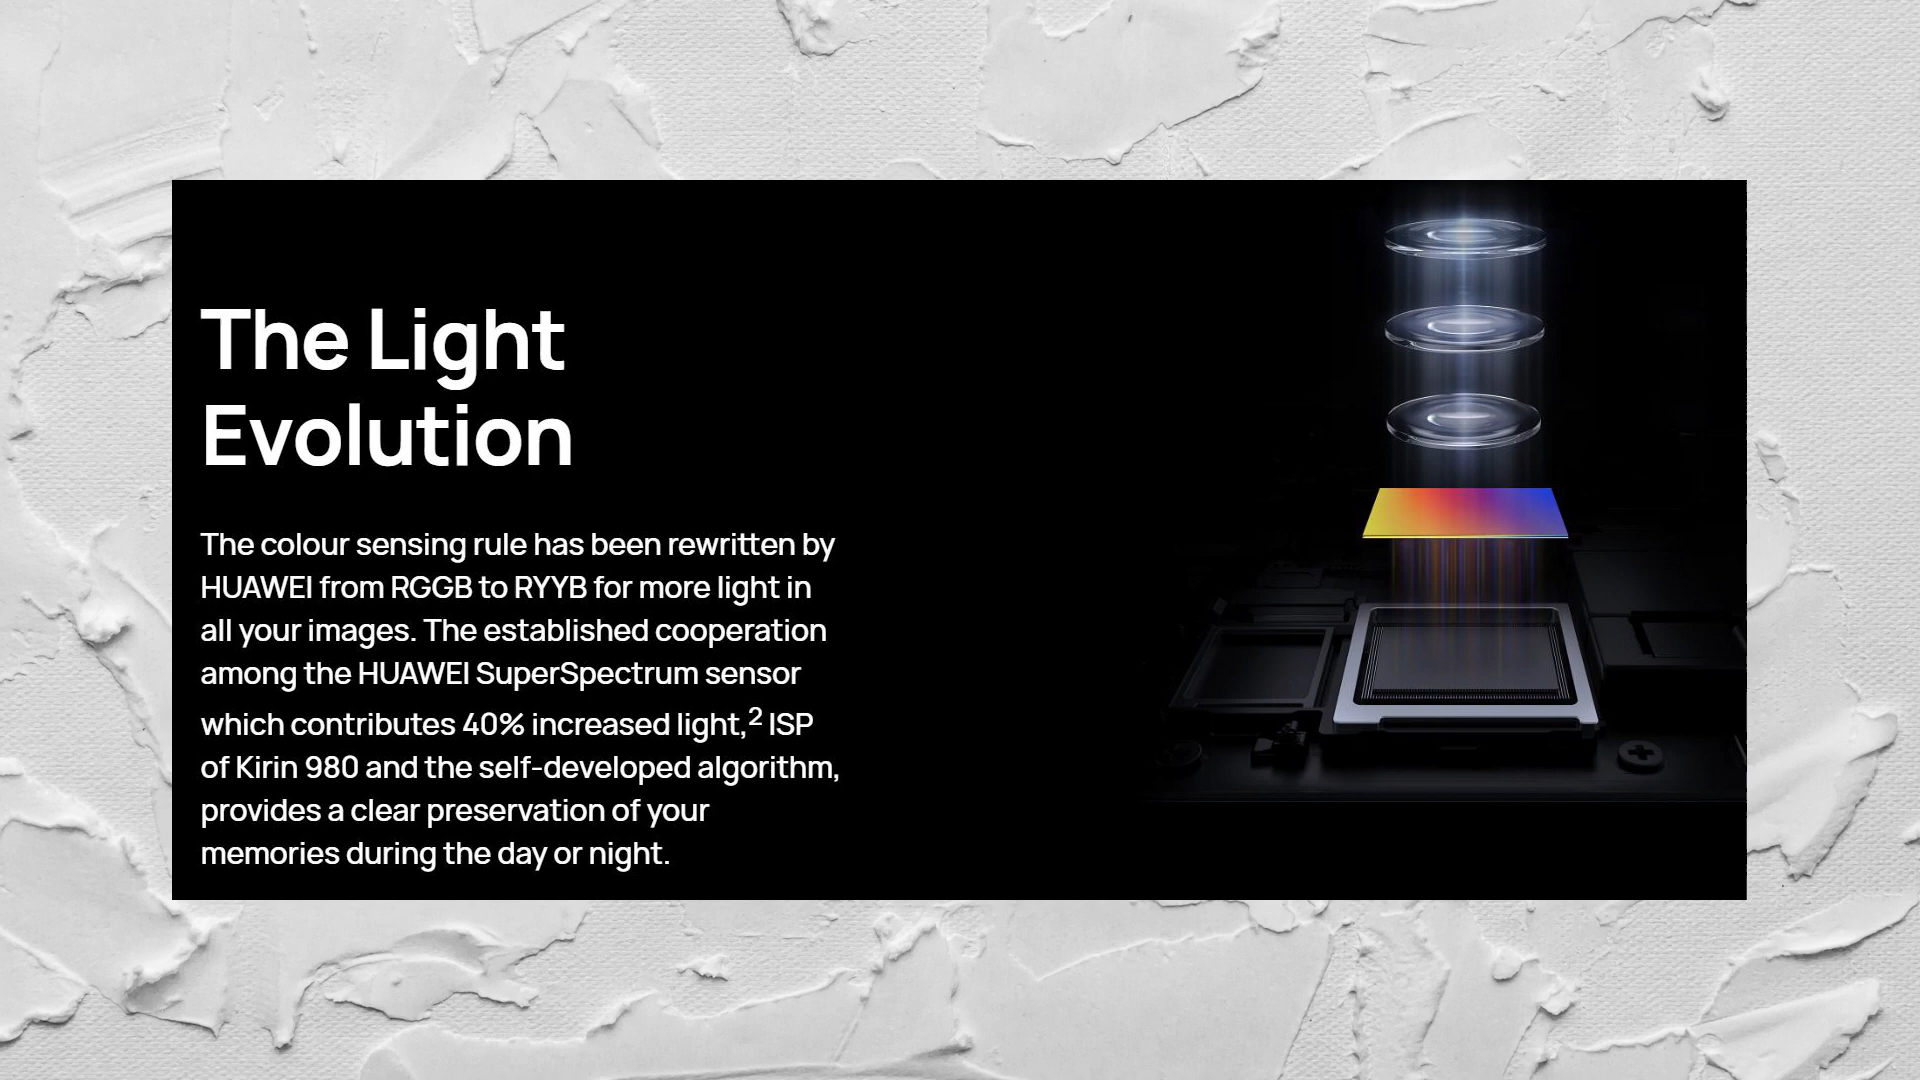 The Light
Evolution
The colour sensing rule has been rewritten by
HUAWEI from RGGB to RYYB for more light in
all your images. The established cooperation
among the HUAWEI SuperSpectrum sensor
which contributes 40% increased light,² ISP
of Kirin 980 and the self-developed algorithm,
provides a clear preservation of your
memories during the day or night.